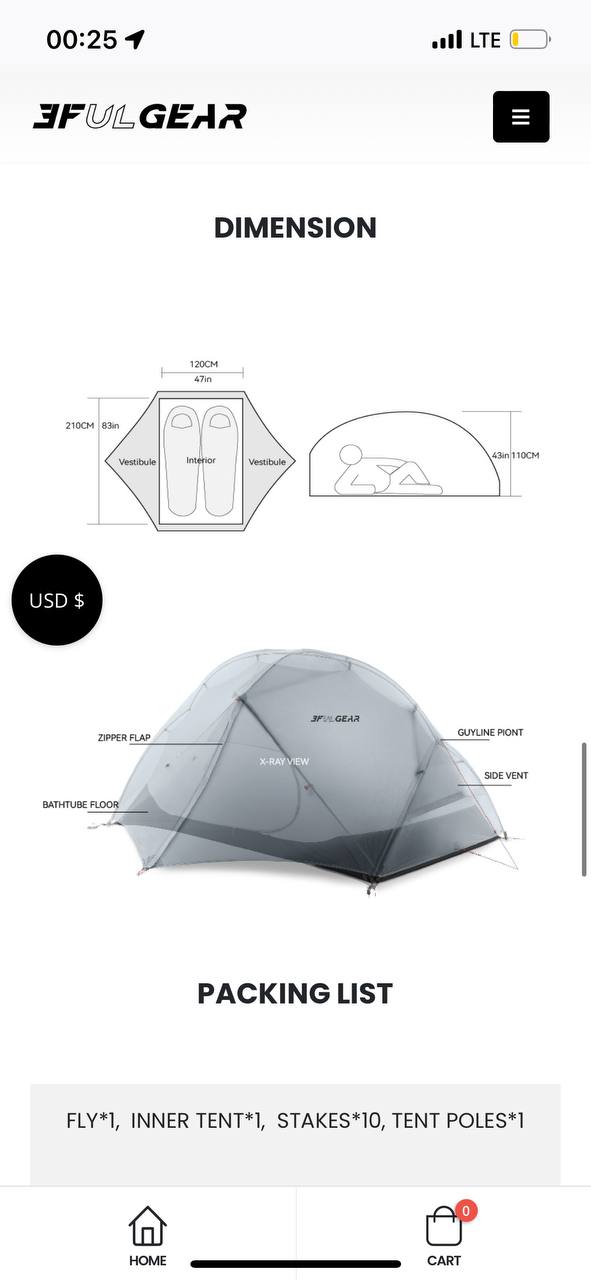 00:25
LTE
3FULGEAR
DIMENSION
120CM
47in
210CM 83in
Vestibule
Interior
Vestibule
43in 110CM
USD $
3FULGEAR
ZIPPER FLAP
X-RAY VIEW
GUYLINE PIONT
SIDE VENT
BATHTUBE FLOOR
PACKING LIST
FLY*1, INNER TENT*1, STAKES*10, TENT POLES*1
0
HOME
CART